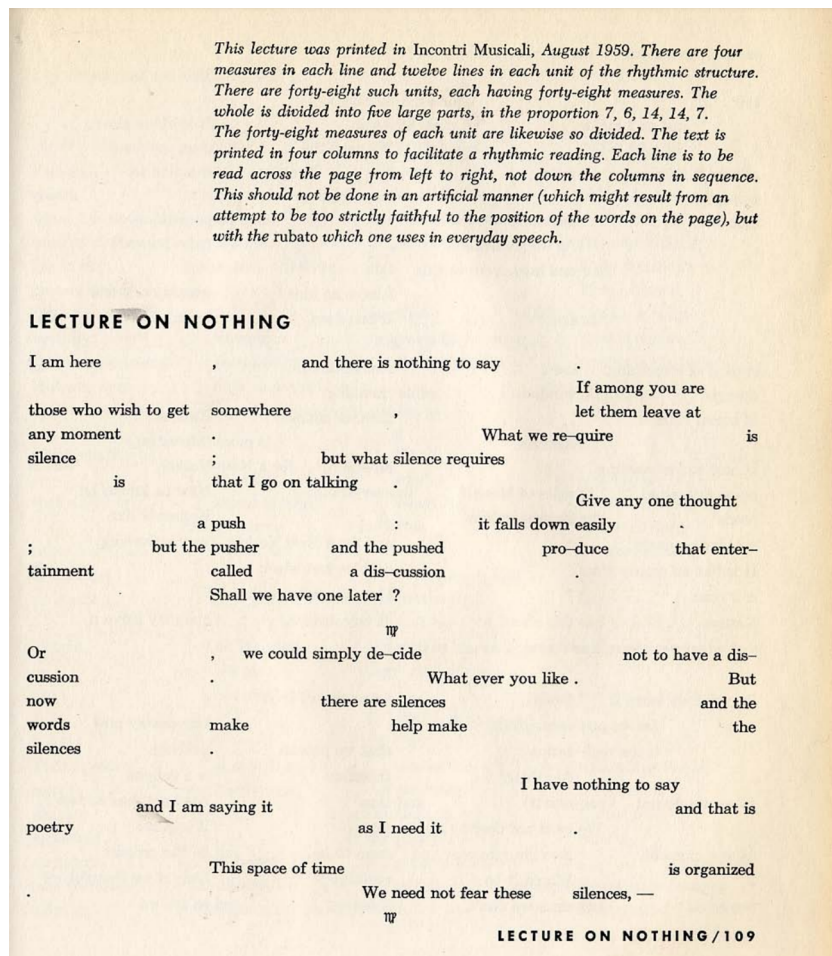 This lecture was printed in Incontri Musicali, August 1959. There are four
measures in each line and twelve lines in each unit of the rhythmic structure.
There are forty-eight such units, each having forty-eight measures. The
whole is divided into five large parts, in the proportion 7, 6, 14, 14, 7.
The forty-eight measures of each unit are likewise so divided. The text is
printed in four columns to facilitate a rhythmic reading. Each line is to be
read across the page from left to right, not down the columns in sequence.
This should not be done in an artificial manner (which might result from an
attempt to be too strictly faithful to the position of the words on the page), but
with the rubato which one uses in everyday speech.
LECTURE ON NOTHING
I am here , and there is nothing to say .
If among you are
those who wish to get somewhere , let them leave at
any moment . What we re–quire is
silence ; but what silence requires
is that I go on talking .
Give any one thought
a push : it falls down easily .
; but the pusher and the pushed pro–duce that enter–
tainment called a dis–cussion .
Shall we have one later ?
♍
Or , we could simply de–cide not to have a dis–
cussion . What ever you like . But
now there are silences and the
words make help make the
silences .
I have nothing to say
and I am saying it and that is
poetry as I need it .
This space of time is organized
. We need not fear these silences, —
♍
LECTURE ON NOTHING/109